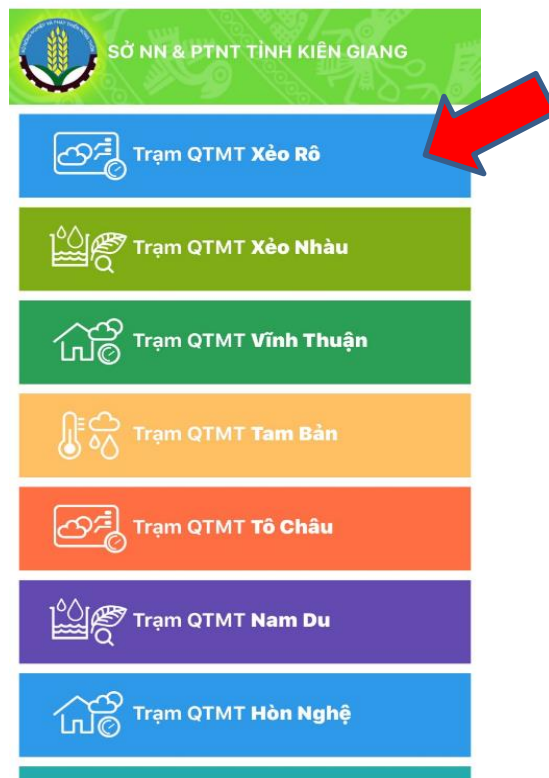 SỞ NN & PTNT TỈNH KIÊN GIANG
Trạm QTMT Xẻo Rô
Trạm QTMT Xẻo Nhàu
Trạm QTMT Vĩnh Thuận
Trạm QTMT Tam Bản
Trạm QTMT Tô Châu
Trạm QTMT Nam Du
Trạm QTMT Hòn Nghệ